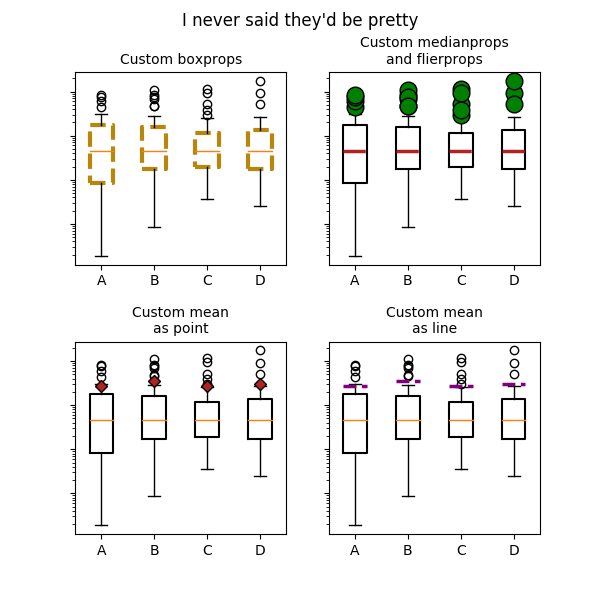 I never said they'd be pretty
Custom boxprops
Custom medianprops
and flierprops
A B C D
A B C D
Custom mean
as point
Custom mean
as line
A B C D
A B C D